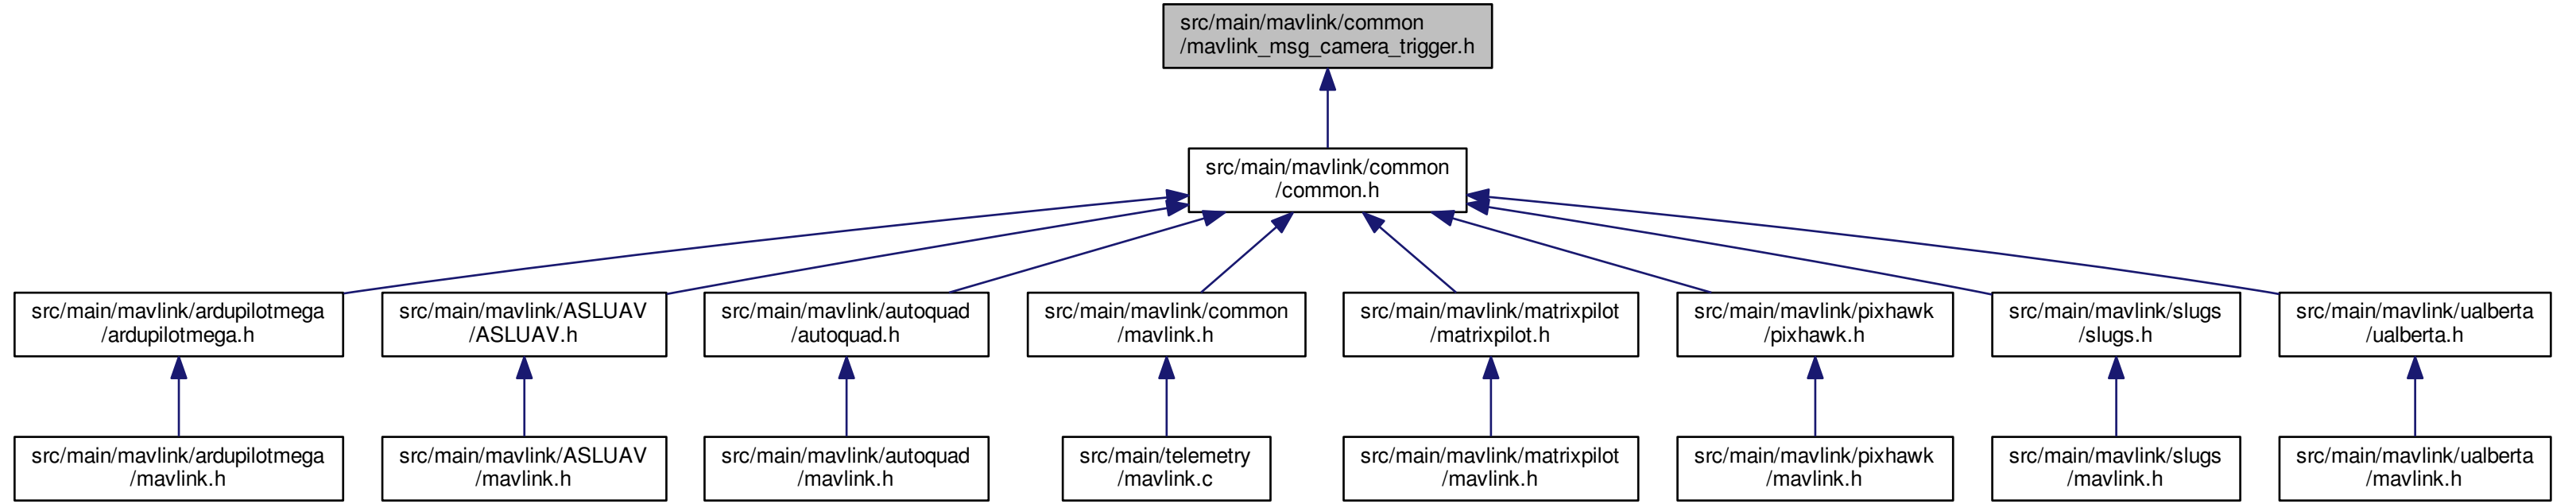 src/main/mavlink/common
/mavlink_msg_camera_trigger.h
src/main/mavlink/common
/common.h
src/main/mavlink/ardupilotmega
/ardupilotmega.h
src/main/mavlink/ASLUAV
/ASLUAV.h
src/main/mavlink/autoquad
/autoquad.h
src/main/mavlink/common
/mavlink.h
src/main/mavlink/matrixpilot
/matrixpilot.h
src/main/mavlink/pixhawk
/pixhawk.h
src/main/mavlink/slugs
/slugs.h
src/main/mavlink/ualberta
/ualberta.h
src/main/mavlink/ardupilotmega
/mavlink.h
src/main/mavlink/ASLUAV
/mavlink.h
src/main/mavlink/autoquad
/mavlink.h
src/main/telemetry
/mavlink.c
src/main/mavlink/matrixpilot
/mavlink.h
src/main/mavlink/pixhawk
/mavlink.h
src/main/mavlink/slugs
/mavlink.h
src/main/mavlink/ualberta
/mavlink.h